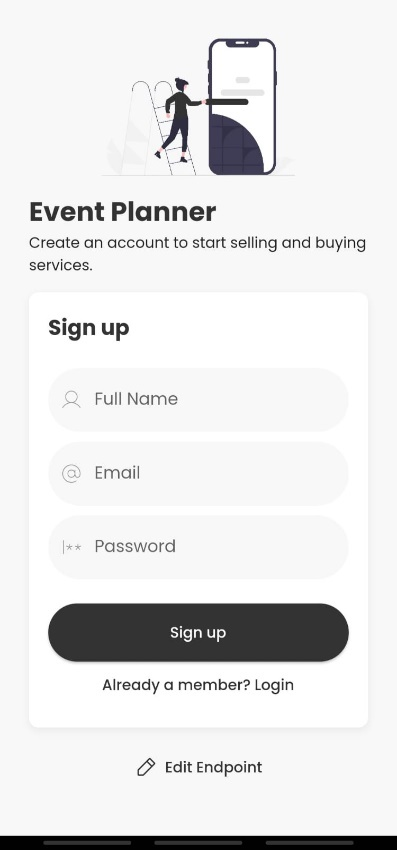 Event Planner
Create an account to start selling and buying
services.
Sign up
Full Name
Email
Password
Sign up
Already a member? Login
Edit Endpoint